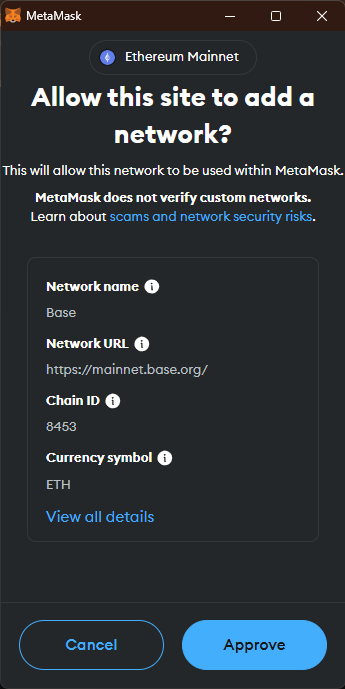 MetaMask
Ethereum Mainnet
Allow this site to add a
network?
This will allow this network to be used within MetaMask.
MetaMask does not verify custom networks.
Learn about scams and network security risks.
Network name
Base
Network URL
https://mainnet.base.org/
Chain ID
8453
Currency symbol
ETH
View all details
Cancel
Approve